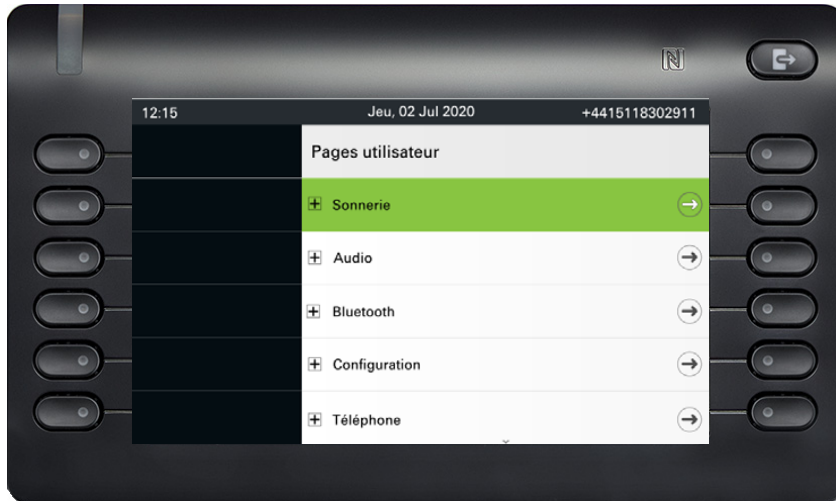 12:15 Jeu, 02 Jul 2020 +4415118302911
Pages utilisateur
Sonnerie
Audio
Bluetooth
Configuration
Téléphone